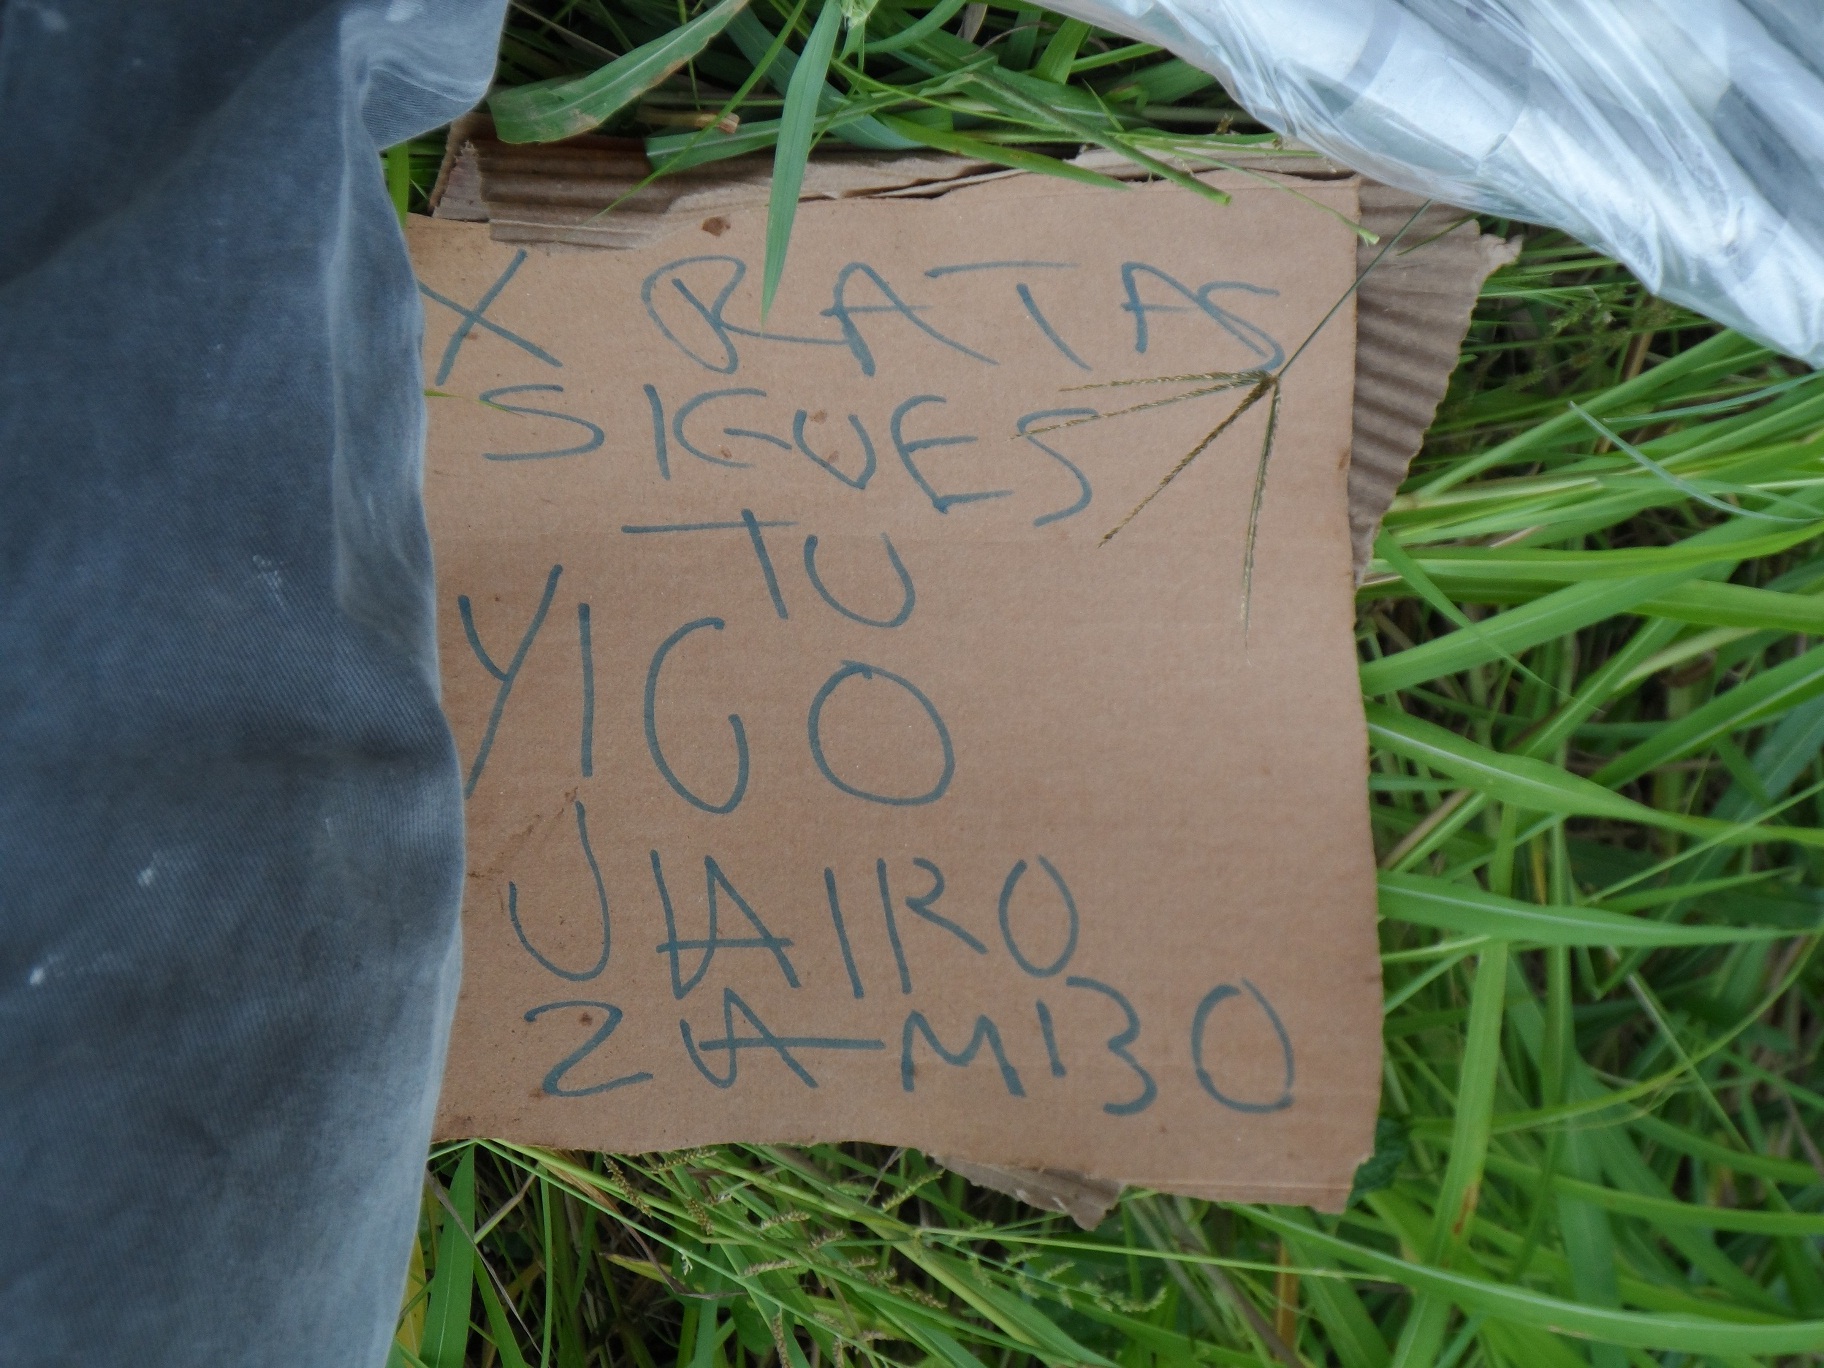 X RATAS
SIGUES
TU
YIGO
JAIRO
ZAMBO